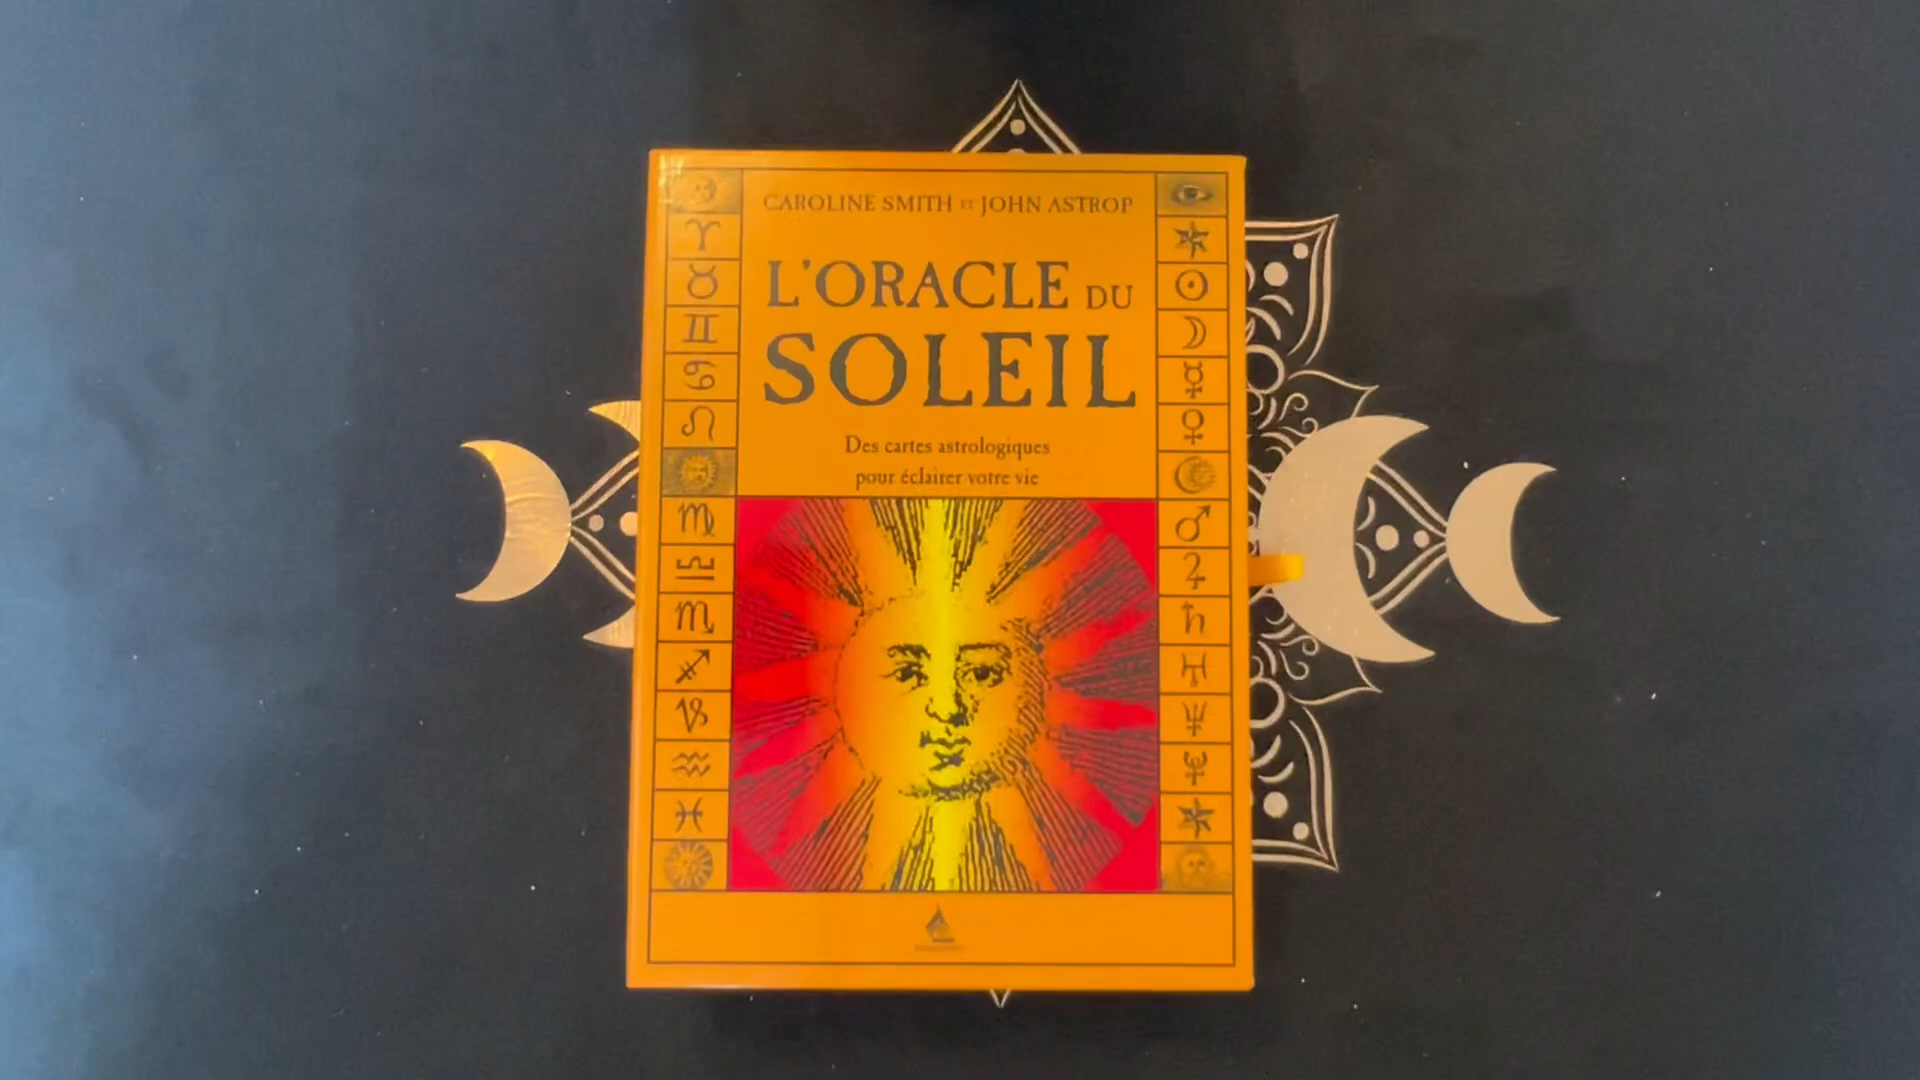 CAROLINE SMITH ET JOHN ASTROP
L'ORACLE DU
SOLEIL
Des cartes astrologiques
pour éclairer votre vie